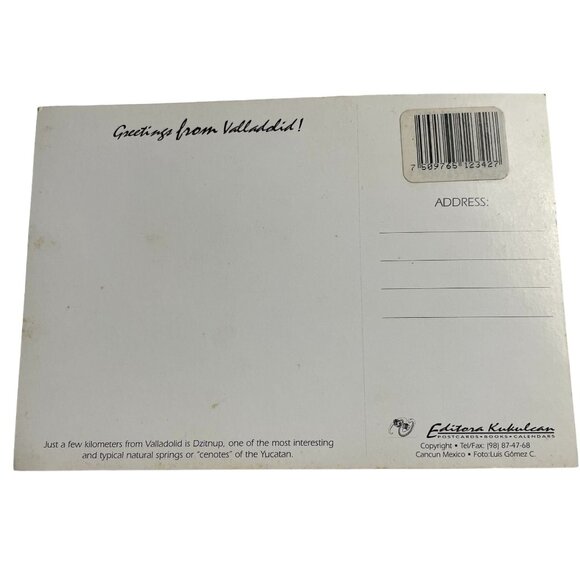 Greetings from Valladolid!
7 509765 123427
ADDRESS:
Just a few kilometers from Valladolid is Dzitnup, one of the most interesting
and typical natural springs or "cenotes" of the Yucatan.
Editora Kukulcan
POSTCARDS • BOOKS • CALENDARS
Copyright • Tel/Fax: (98) 87-47-68
Cancun Mexico • Foto:Luis Gómez C.